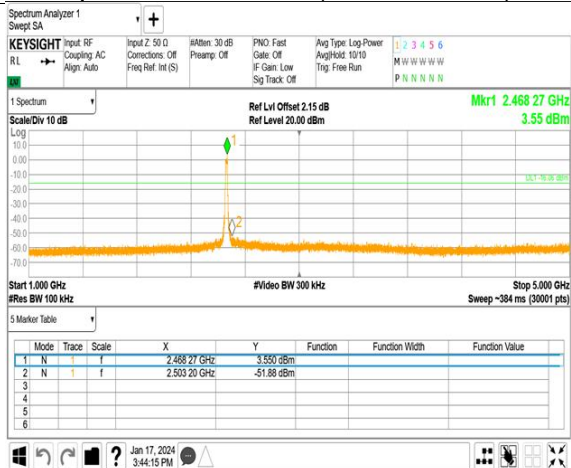 Spectrum Analyzer 1
Swept SA
KEYSIGHT Input: RF Input Z: 50 Ω #Atten: 30 dB PNO: Fast Avg Type: Log-Power 1 2 3 4 5 6
RL Coupling: AC Corrections: Off Preamp: Off Gate: Off Avg|Hold: 10/10 M W W W W W
Align: Auto Freq Ref: Int (S) IF Gain: Low Trig: Free Run
Sig Track: Off P N N N N N
1 Spectrum Ref Lvl Offset 2.15 dB Mkr1 2.468 27 GHz
Scale/Div 10 dB Ref Level 20.00 dBm 3.55 dBm
Log
10.0
0.00
-10.0
-20.0
-30.0
-40.0
-50.0
-60.0
-70.0
1
2
Start 1.000 GHz #Video BW 300 kHz Stop 5.000 GHz
#Res BW 100 kHz Sweep ~384 ms (30001 pts)
5 Marker Table
Mode Trace Scale X Y Function Function Width Function Value
1 N 1 f 2.468 27 GHz 3.550 dBm
2 N 1 f 2.503 20 GHz -51.88 dBm
3
4
5
6
? Jan 17, 2024
3:44:15 PM